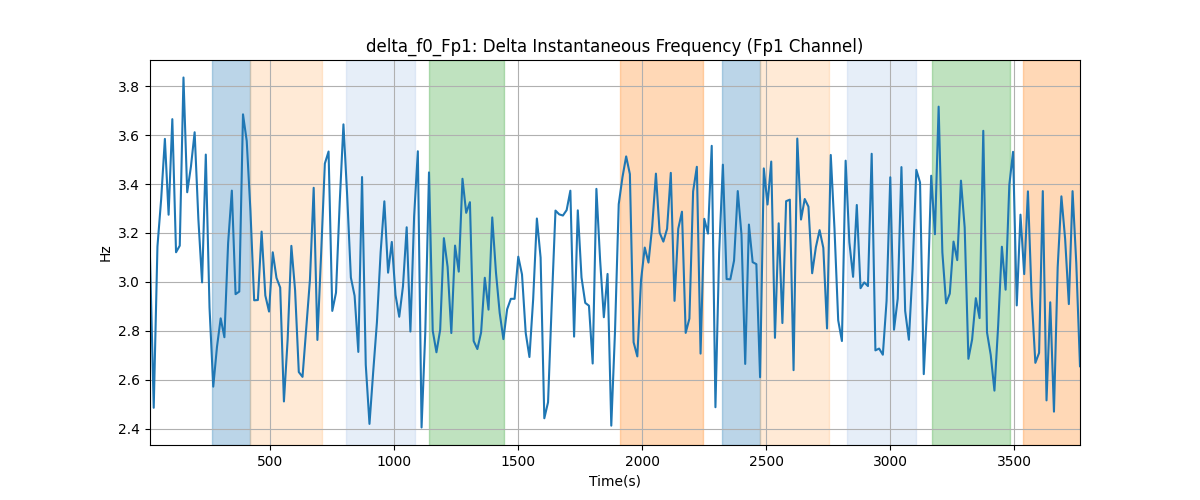 delta_f0_Fp1: Delta Instantaneous Frequency (Fp1 Channel)
Hz
3.8
3.6
3.4
3.2
3.0
2.8
2.6
2.4
500 1000 1500 2000 2500 3000 3500
Time(s)